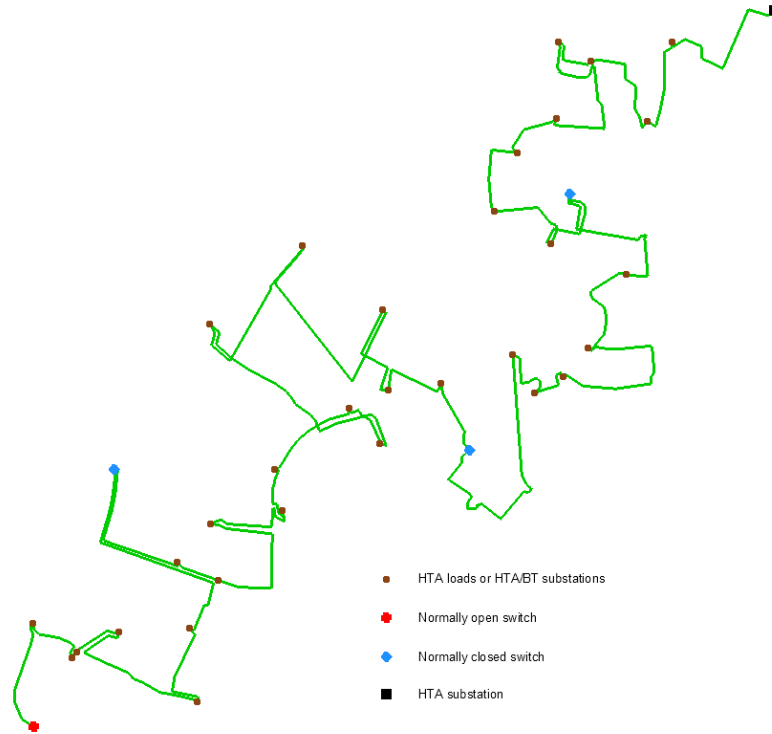 HTA loads or HTA/BT substations
Normally open switch
Normally closed switch
HTA substation